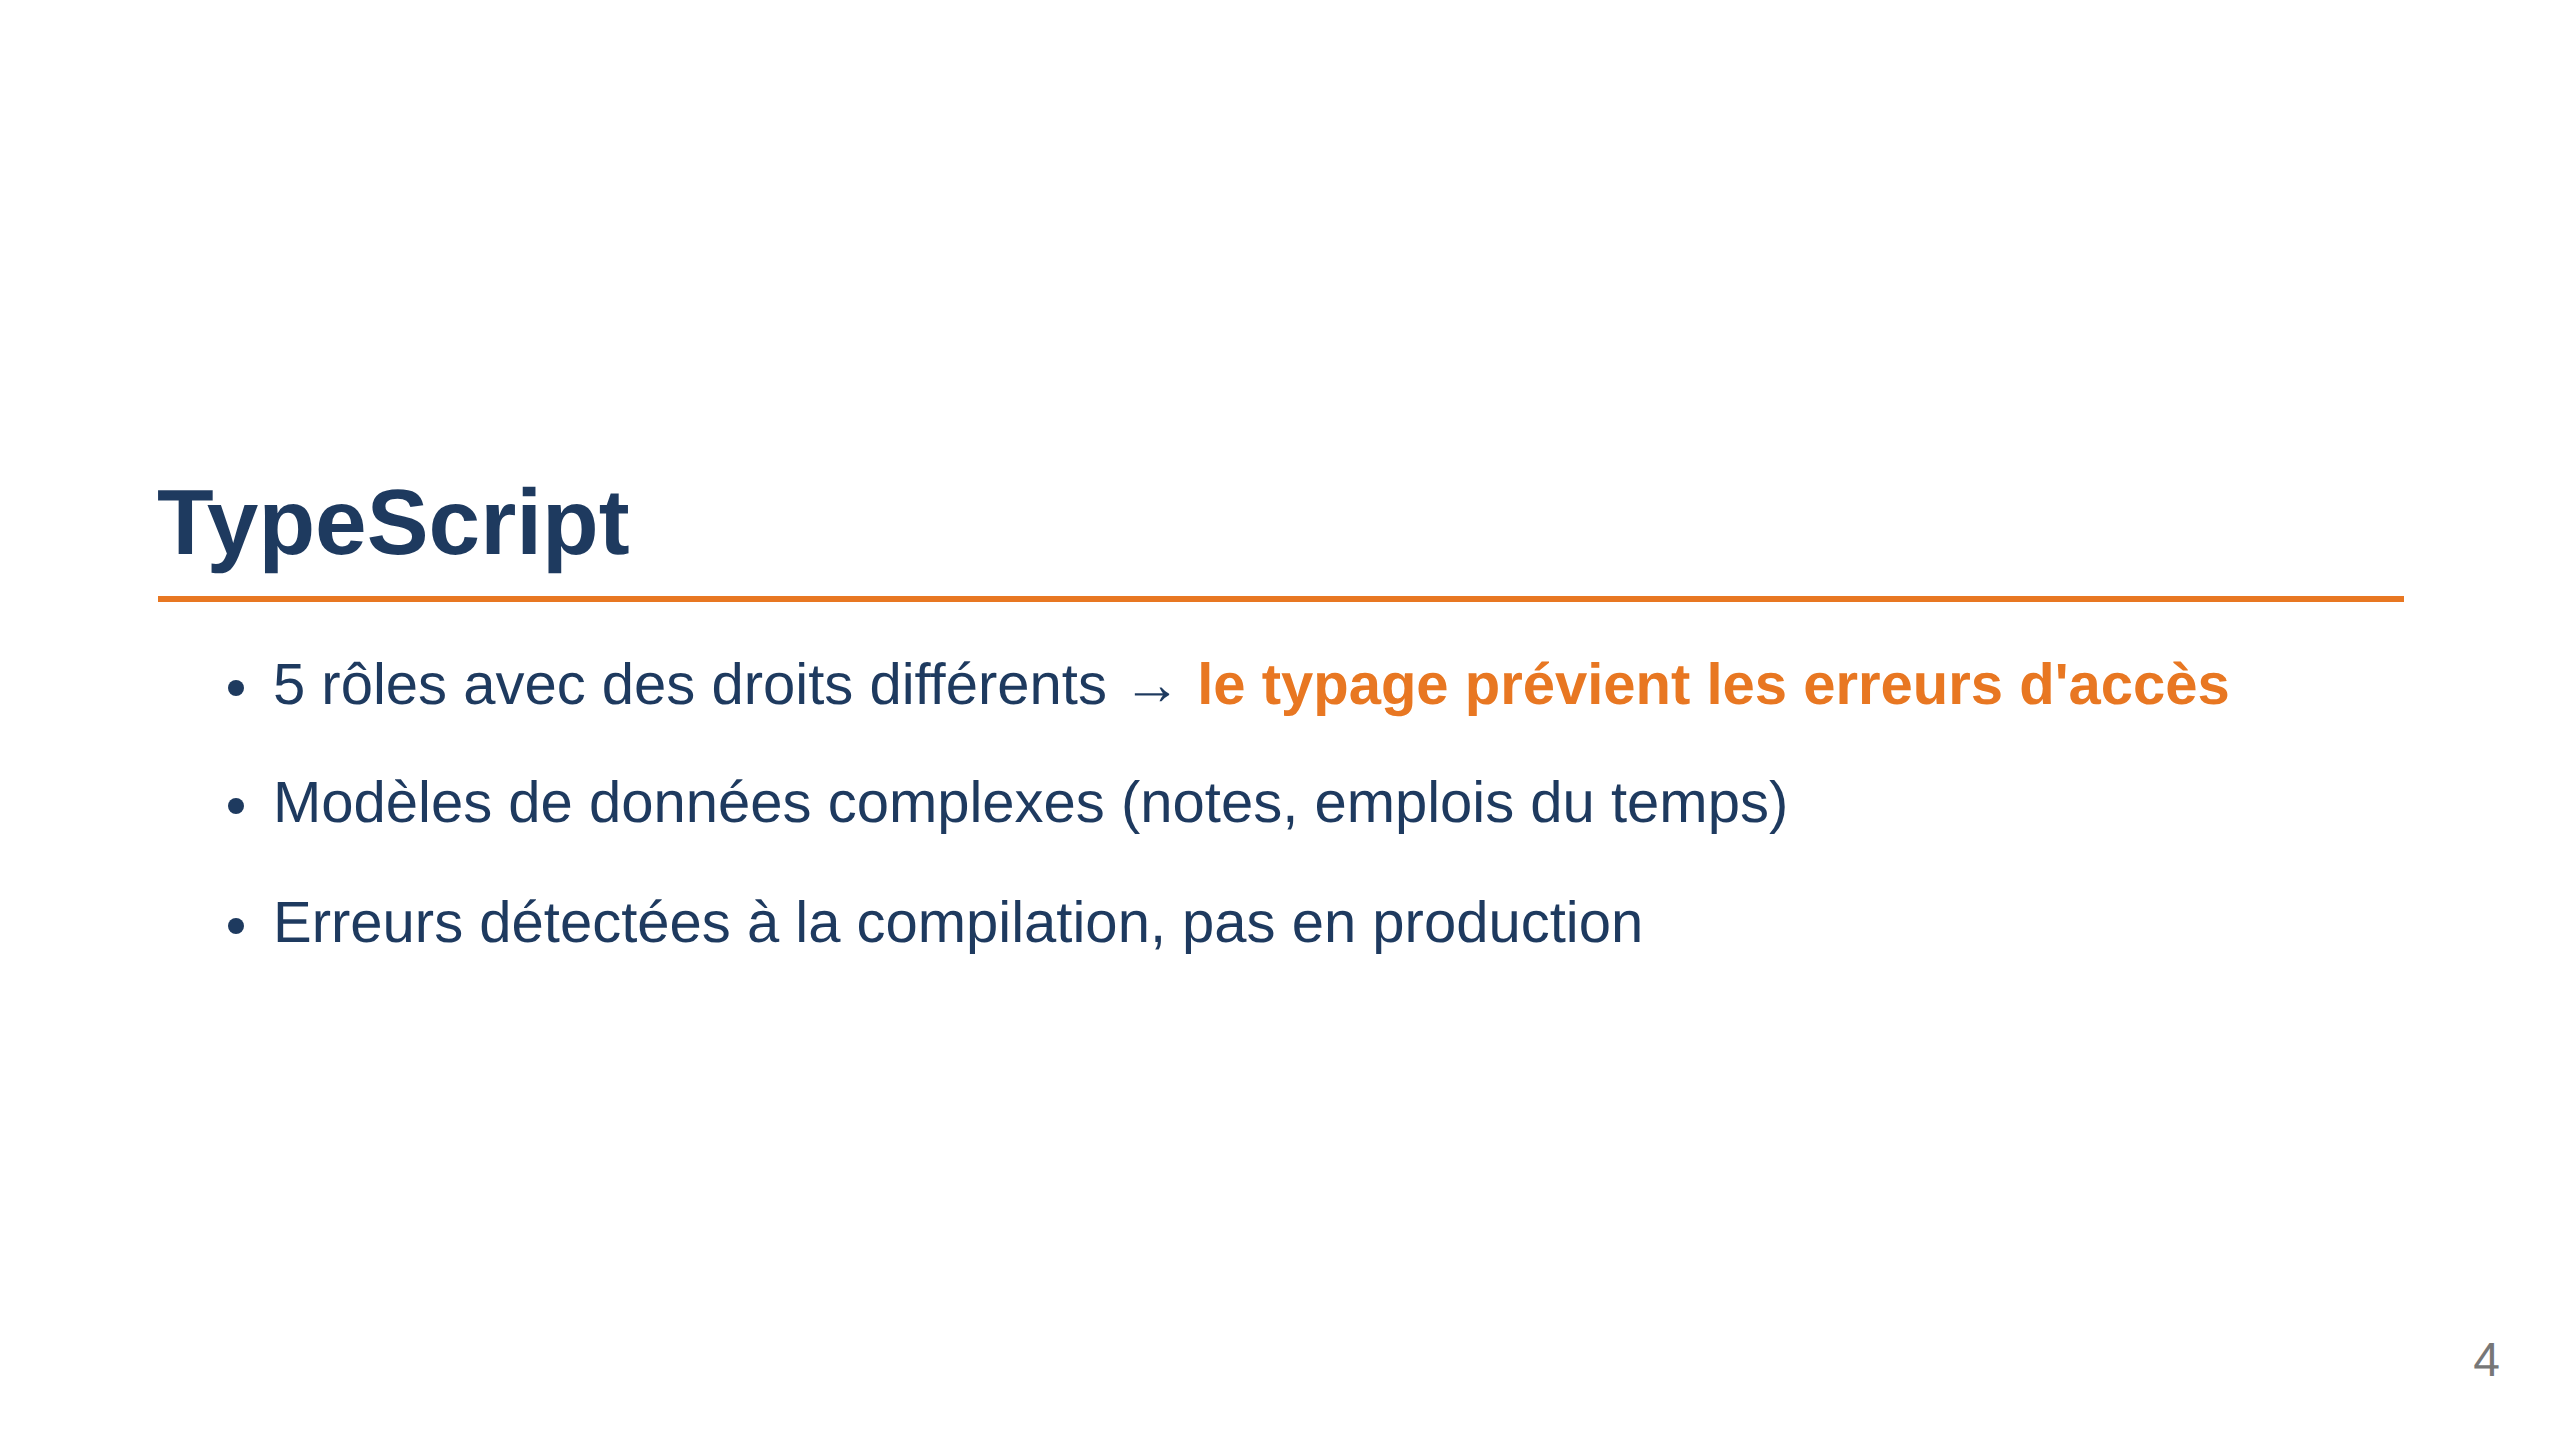 TypeScript
• 5 rôles avec des droits différents → le typage prévient les erreurs d'accès
• Modèles de données complexes (notes, emplois du temps)
• Erreurs détectées à la compilation, pas en production
4